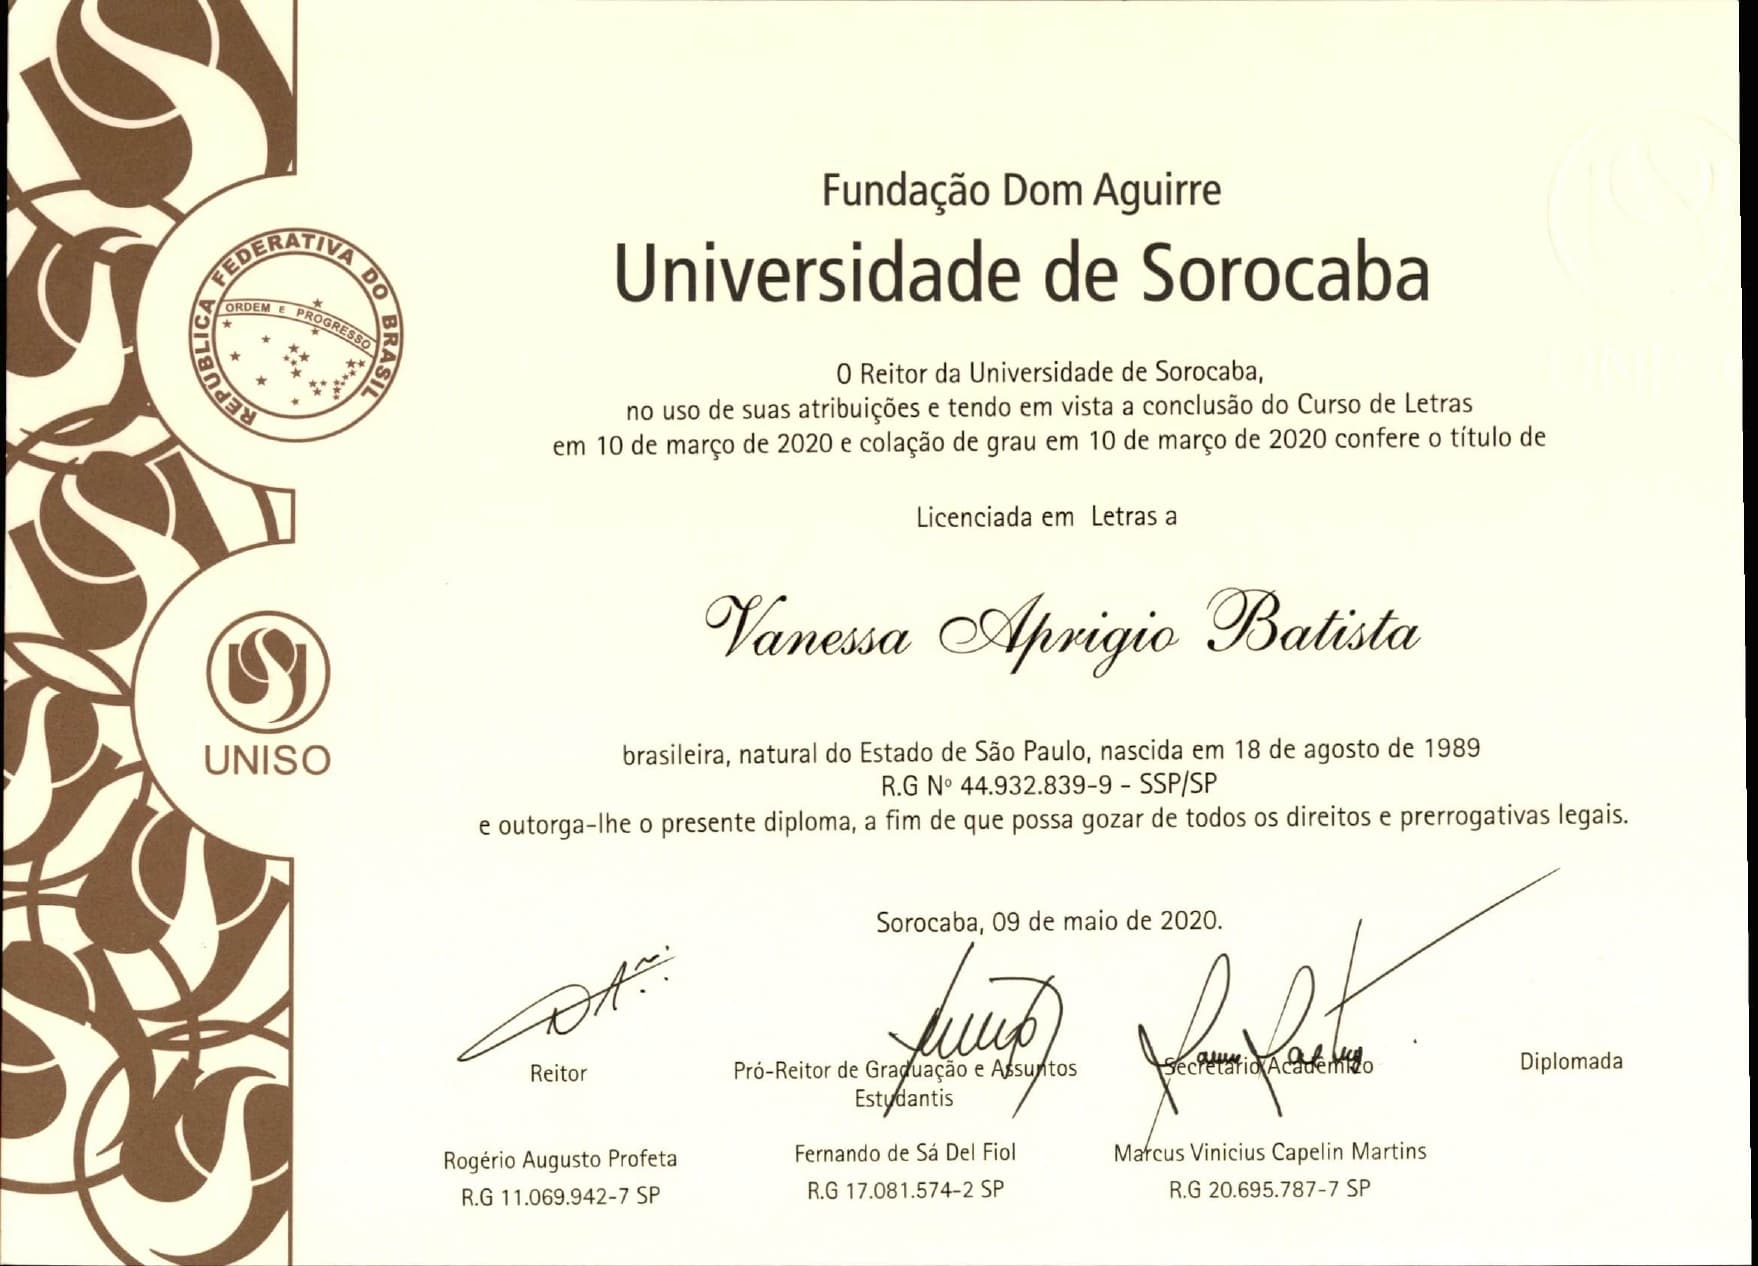 Fundação Dom Aguirre
Universidade de Sorocaba
REPUBLICA FEDERATIVA DO BRASIL
ORDEM E PROGRESSO
O Reitor da Universidade de Sorocaba,
no uso de suas atribuições e tendo em vista a conclusão do Curso de Letras
em 10 de março de 2020 e colação de grau em 10 de março de 2020 confere o título de
Licenciada em Letras a
Vanessa Aprigio Batista
UNISO
brasileira, natural do Estado de São Paulo, nascida em 18 de agosto de 1989
R.G Nº 44.932.839-9 - SSP/SP
e outorga-lhe o presente diploma, a fim de que possa gozar de todos os direitos e prerrogativas legais.
Sorocaba, 09 de maio de 2020.
Reitor
Pró-Reitor de Graduação e Assuntos
Estudantis
Secretário Acadêmico
Diplomada
Rogério Augusto Profeta
R.G 11.069.942-7 SP
Fernando de Sá Del Fiol
R.G 17.081.574-2 SP
Marcus Vinicius Capelin Martins
R.G 20.695.787-7 SP